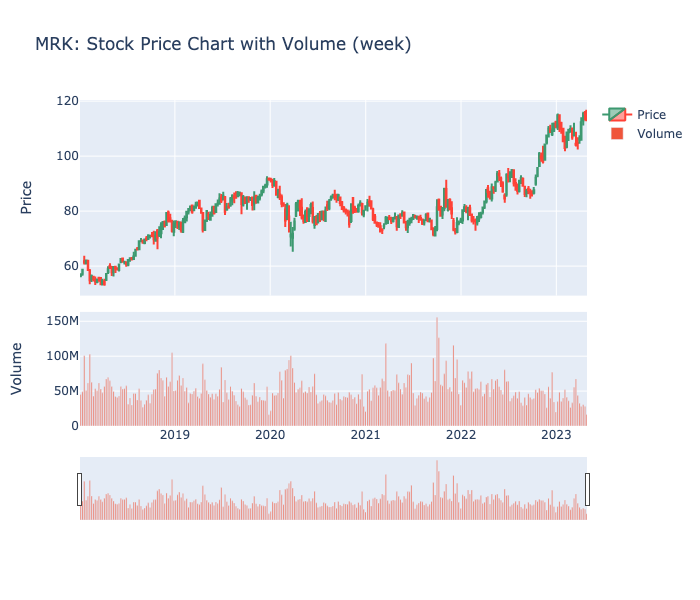 MRK: Stock Price Chart with Volume (week)
120
100
80
60
Price
Price
Volume
150M
100M
50M
0
Volume
2019
2020
2021
2022
2023